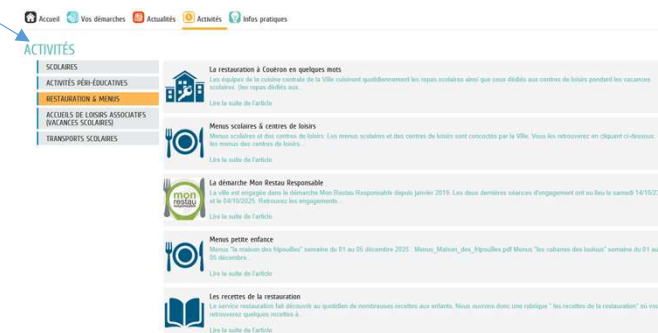 Accueil Vos démarches Actualités Activités Infos pratiques
ACTIVITÉS
SCOLAIRES
ACTIVITÉS PÉRI-ÉDUCATIVES
RESTAURATION & MENUS
ACCUEILS DE LOISIRS ASSOCIATIFS
(VACANCES SCOLAIRES)
TRANSPORTS SCOLAIRES
La restauration à Couëron en quelques mots
Les équipes de la cuisine centrale de la Ville cuisinent quotidiennement les repas scolaires ainsi que ceux dédiés aux centres de loisirs pendant les vacances
scolaires. (les repas dédiés aux...
Lire la suite de l'article
Menus scolaires & centres de loisirs
Menus scolaires et des centres de loisirs Les menus scolaires et des centres de loisirs sont concoctés par la Ville. Vous les retrouverez en cliquant ci-dessous.
les menus des centres de loisirs...
Lire la suite de l'article
mon
restau
responsable
La démarche Mon Restau Responsable
La ville est engagée dans la démarche Mon Restau Responsable depuis janvier 2019. Les deux dernières séances d'engagement ont eu lieu le samedi 14/10/2
et le 04/10/2025. Retrouvez les engagements...
Lire la suite de l'article
Menus petite enfance
Menus "la maison des fripouilles" semaine du 01 au 05 décembre 2025 : Menus_Maison_des_fripouilles.pdf Menus "les cabanes des loulous" semaine du 01 au
05 décembre...
Lire la suite de l'article
Les recettes de la restauration
Le service restauration fait découvrir au quotidien de nombreuses recettes aux enfants. Nous ouvrons donc une rubrique " les recettes de la restauration" où
retrouverez quelques recettes à...
Lire la suite de l'article